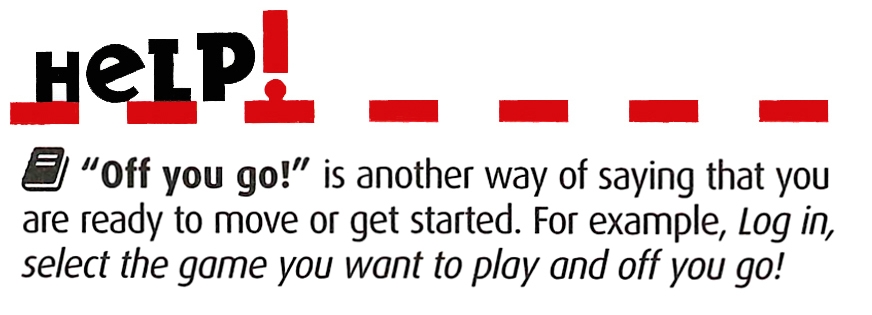 HeLP!
“Off you go!” is another way of saying that you
are ready to move or get started. For example, Log in,
select the game you want to play and off you go!